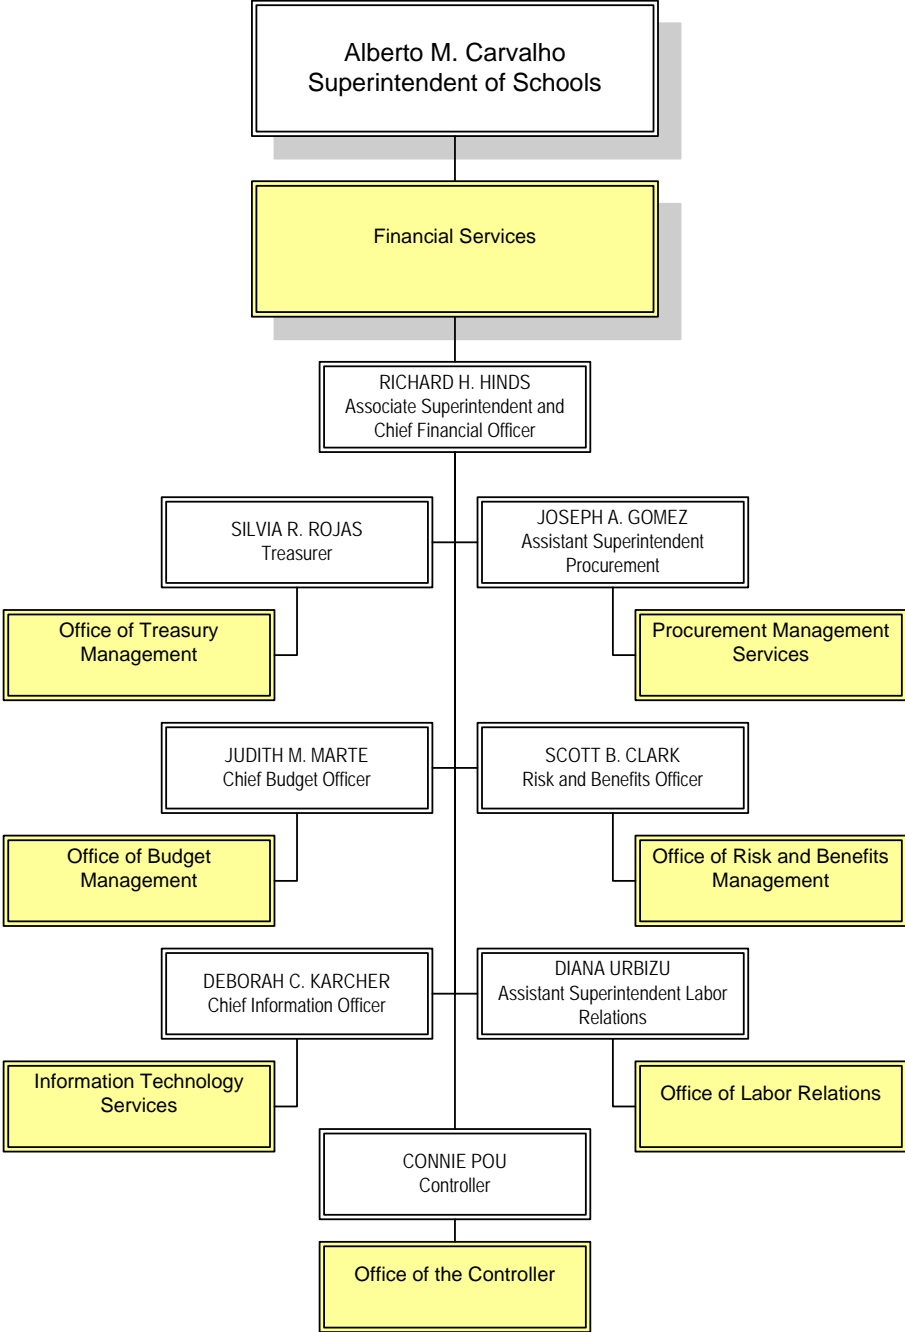 Alberto M. Carvalho
Superintendent of Schools
Financial Services
RICHARD H. HINDS
Associate Superintendent and
Chief Financial Officer
SILVIA R. ROJAS
Treasurer
JOSEPH A. GOMEZ
Assistant Superintendent
Procurement
Office of Treasury
Management
Procurement Management
Services
JUDITH M. MARTE
Chief Budget Officer
SCOTT B. CLARK
Risk and Benefits Officer
Office of Budget
Management
Office of Risk and Benefits
Management
DEBORAH C. KARCHER
Chief Information Officer
DIANA URBIZU
Assistant Superintendent Labor
Relations
Information Technology
Services
Office of Labor Relations
CONNIE POU
Controller
Office of the Controller